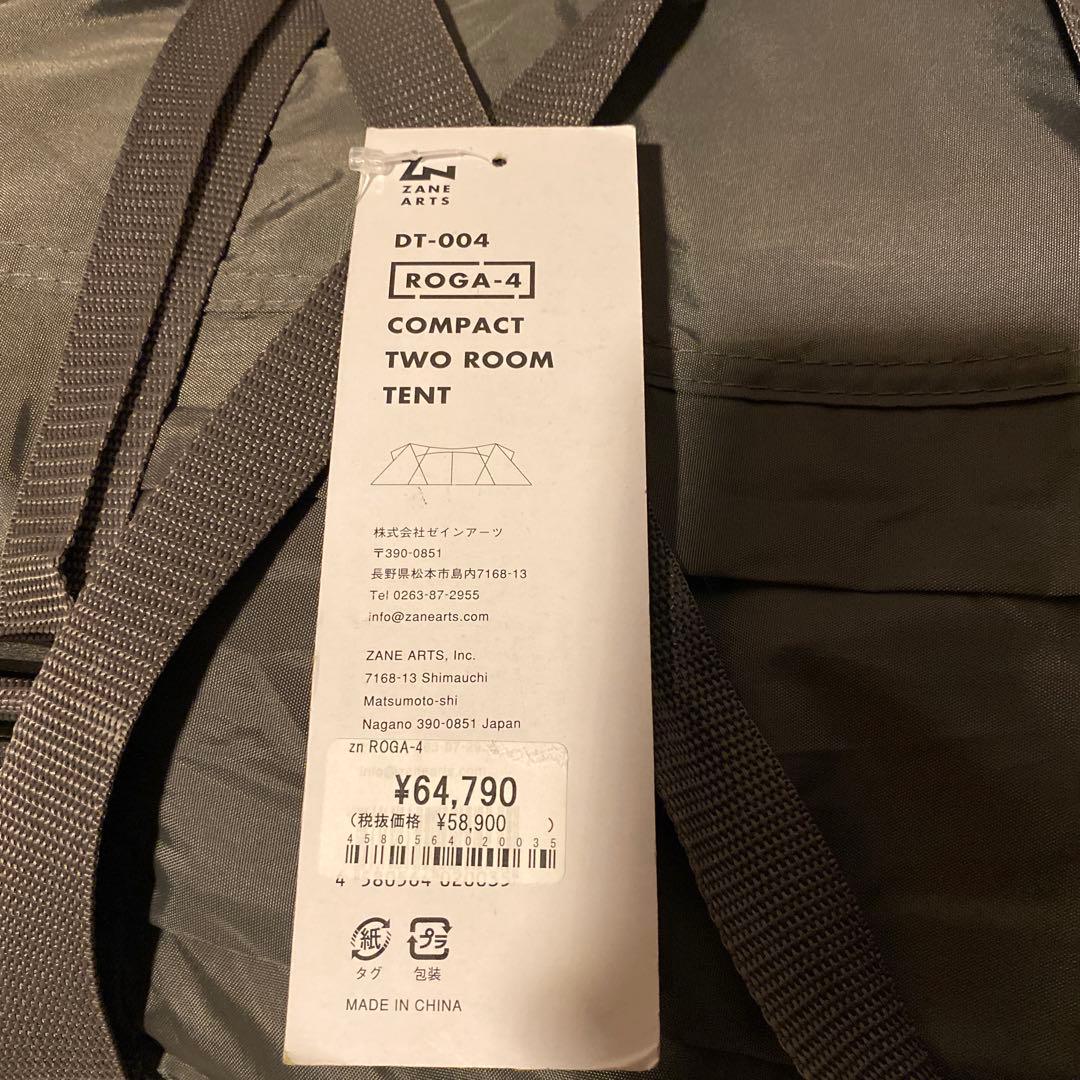 ZN
ZANE
ARTS
DT-004
ROGA-4
COMPACT
TWO ROOM
TENT
株式会社ゼインアーツ
〒390-0851
長野県松本市島内7168-13
Tel 0263-87-2955
info@zanearts.com
ZANE ARTS, Inc.
7168-13 Shimauchi
Matsumoto-shi
Nagano 390-0851 Japan
zn ROGA-4
¥64,790
(税抜価格 ¥58,900 )
4580564020035
4 580564 020035
紙 プラ
タグ 包装
MADE IN CHINA